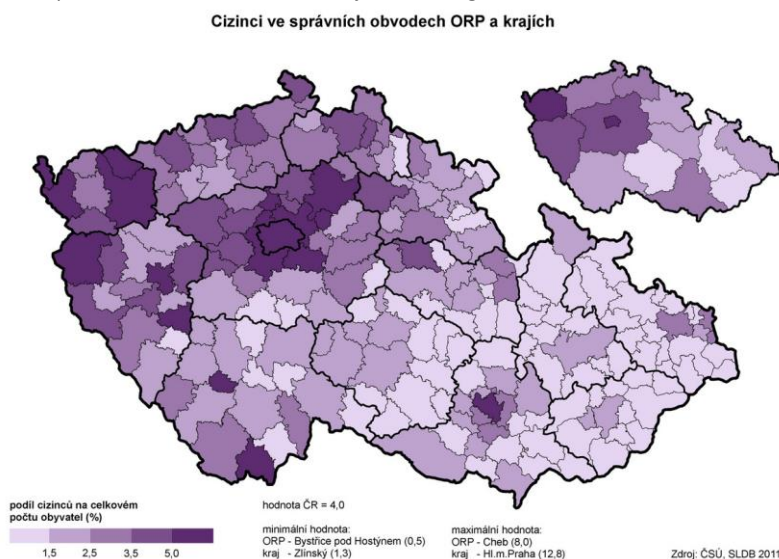 Cizinci ve správních obvodech ORP a krajích
podíl cizinců na celkovém
počtu obyvatel (%)
1,5 2,5 3,5 5,0
hodnota ČR = 4,0
minimální hodnota:
ORP - Bystřice pod Hostýnem (0,5)
kraj - Zlínský (1,3)
maximální hodnota:
ORP - Cheb (8,0)
kraj - Hl.m.Praha (12,8)
Zdroj: ČSÚ, SLDB 2011